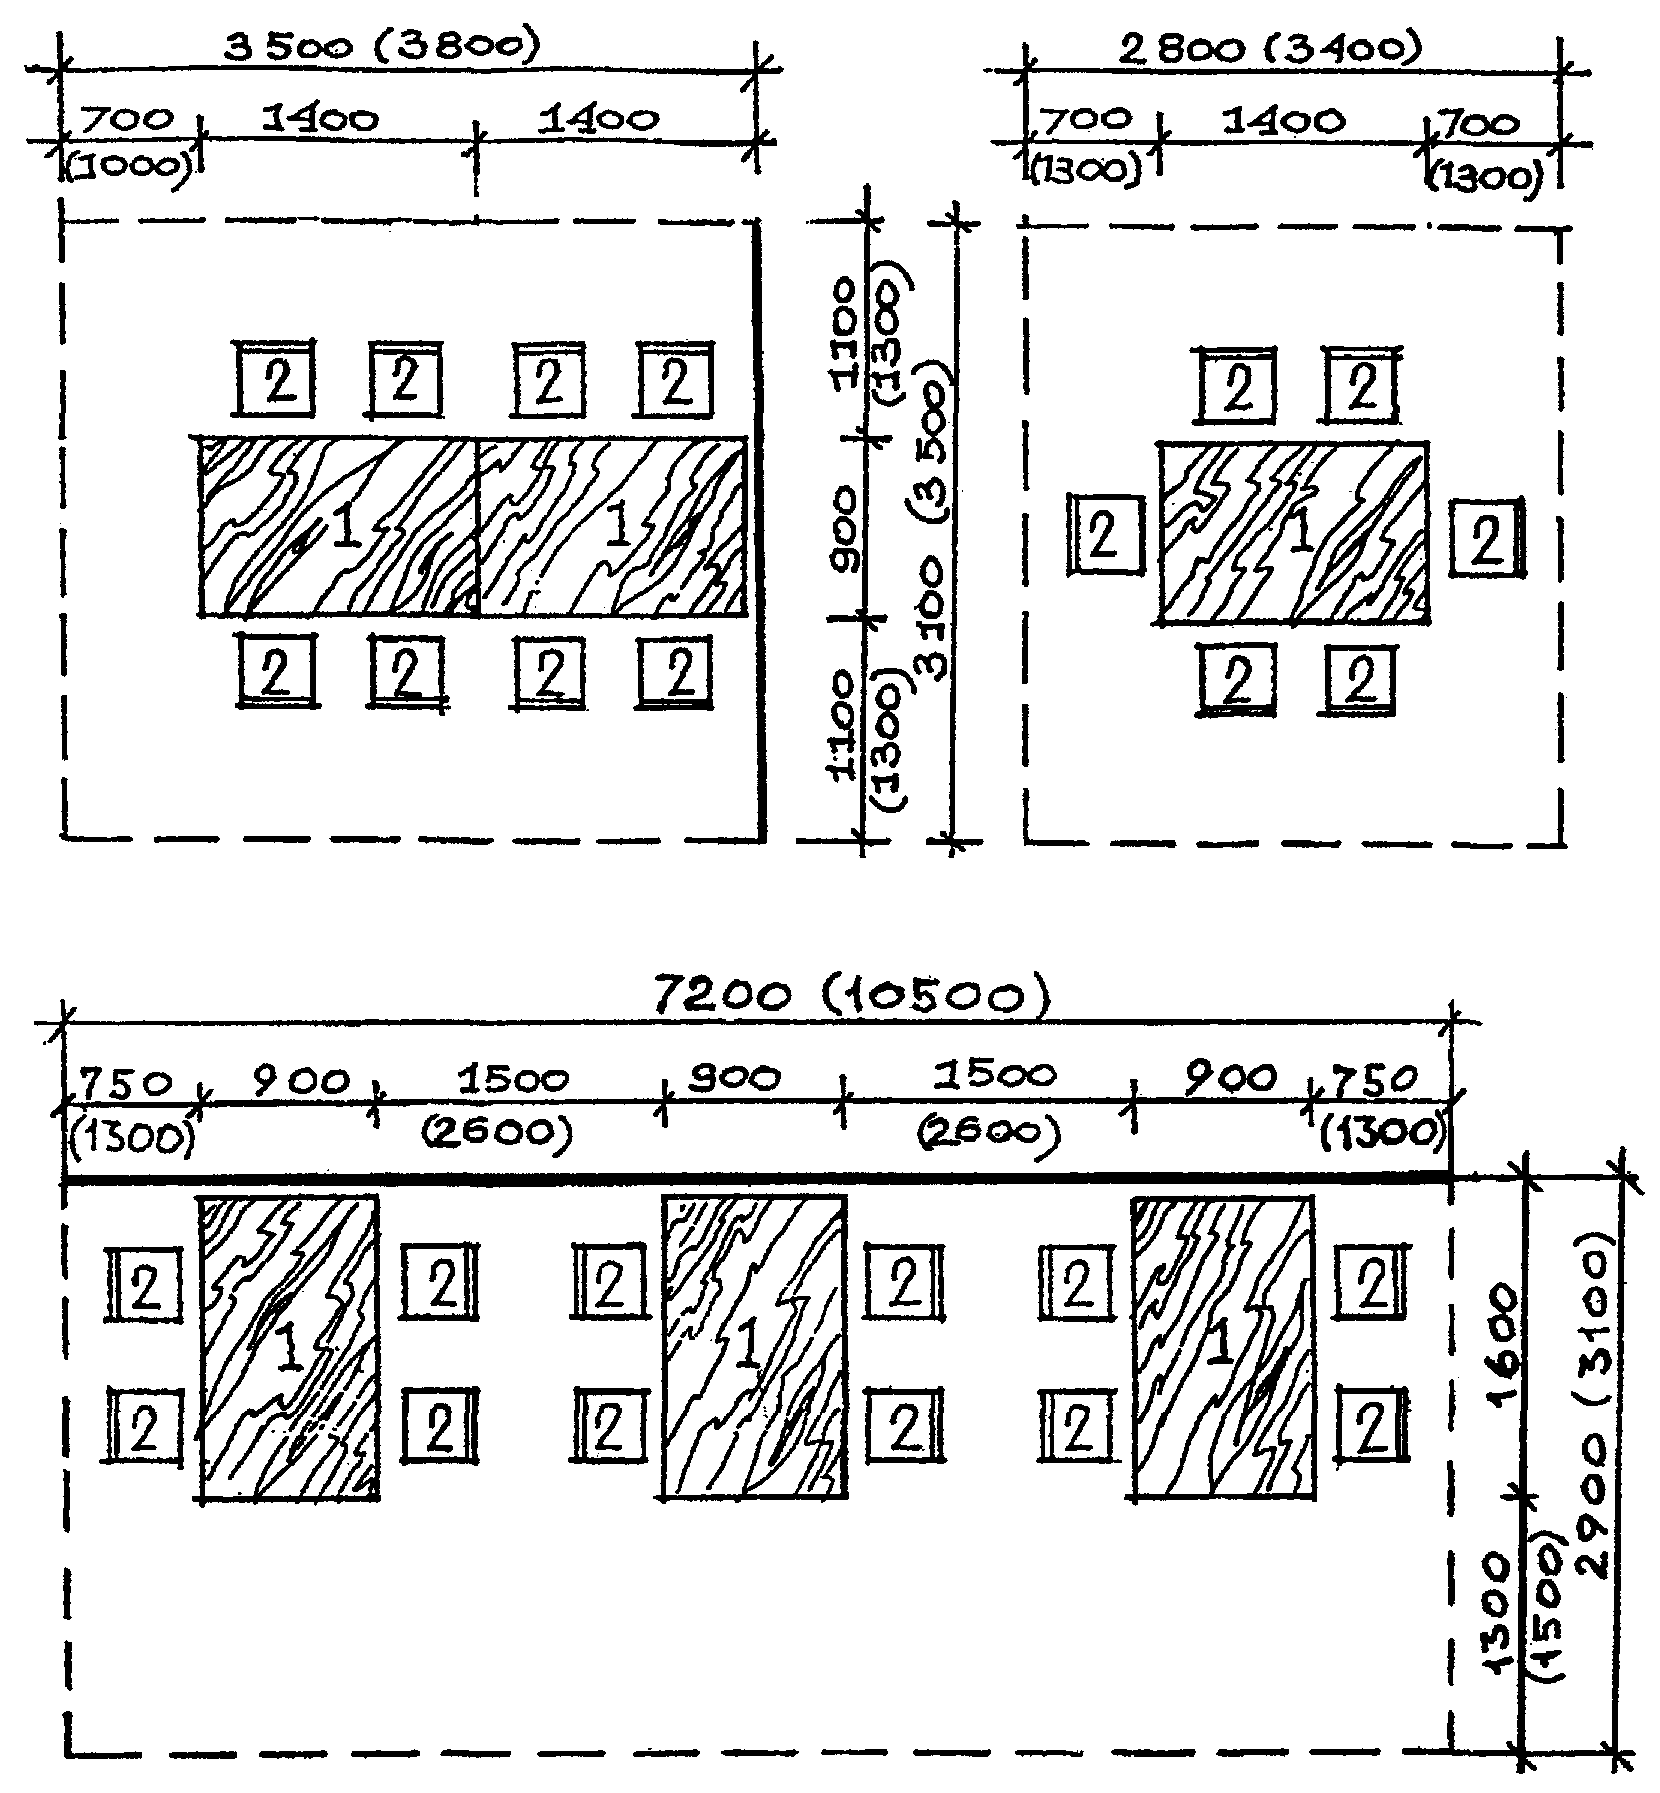 3500 (3800)
700 1400 1400
(1000)
2800 (3400)
700 1400 700
(1300) (1300)
1100
(1300)
900
1100
(1300)
3100 (3500)
2 2 2 2
1 1
2 2 2 2
2 2
2 1 2
2 2
7200 (10500)
750 900 1500 900 1500 900 750
(1300) (2600) (2600) (1300)
2 2 2 2 2 2
1 1 1
2 2 2 2 2 2
1600
1300
(1500)
2900 (3100)